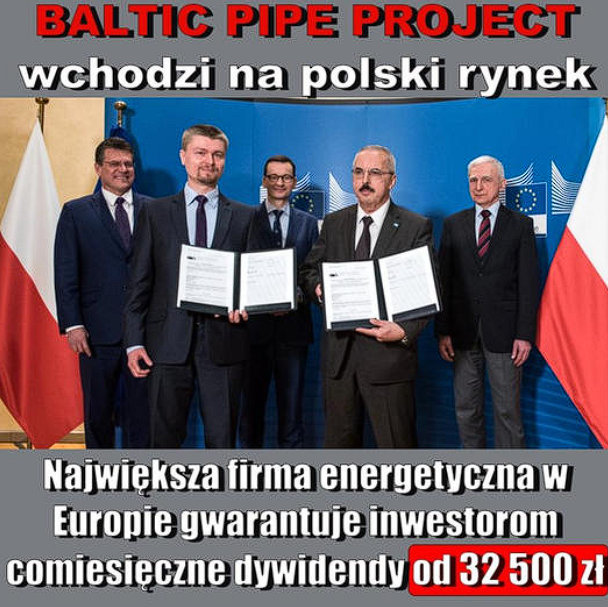 BALTIC PIPE PROJECT
wchodzi na polski rynek
Największa firma energetyczna w
Europie gwarantuje inwestorom
comiesięczne dywidendy od 32 500 zł